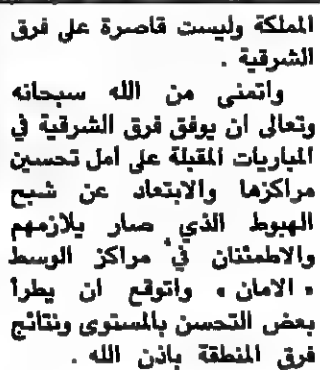 المملكة وليست قاصرة على فرق
الشرقية .
واتمنى من الله سبحانه
وتعالى ان يوفق فرق الشرقية في
المباريات المقبلة على أمل تحسين
مراكزها والابتعاد عن شبح
الهبوط الذي صار يلازمهم
والاطمئنان في مراكز الوسط
« الامان » واتوقع ان يطرأ
بعض التحسن بالمستوى ونتائج
فرق المنطقة باذن الله .